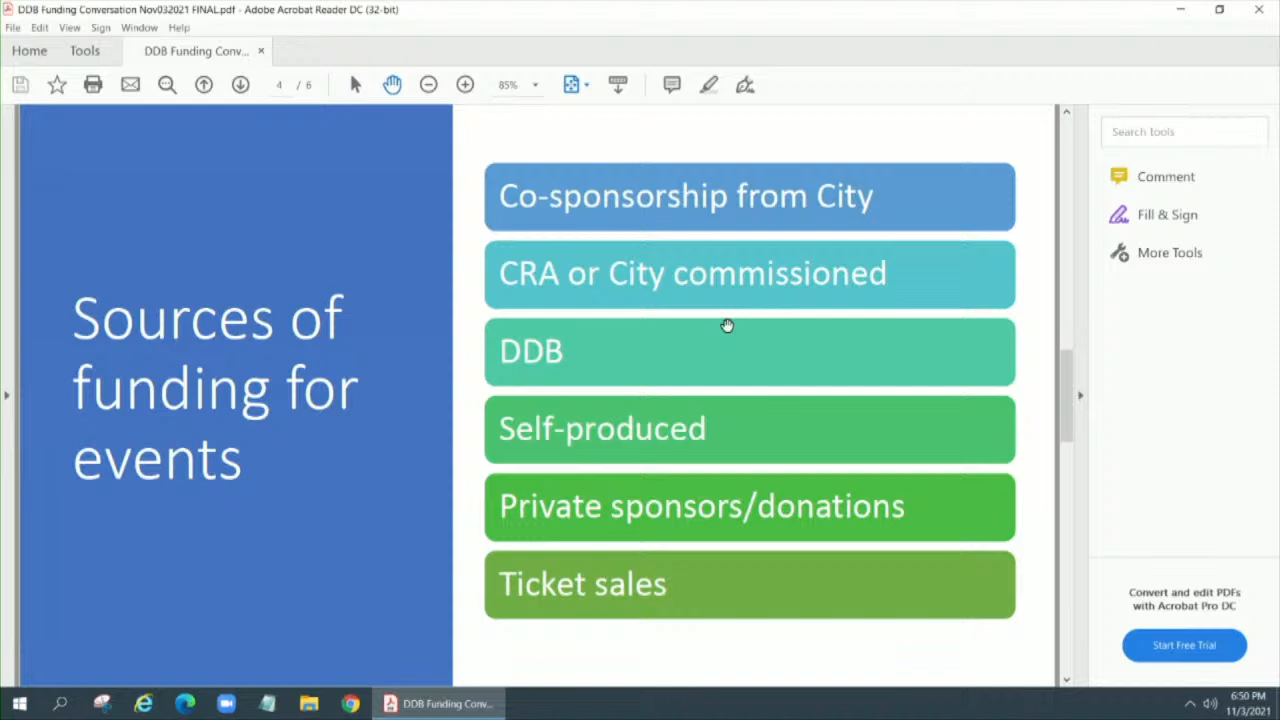 DDB Funding Conversation Nov032021 FINAL.pdf - Adobe Acrobat Reader DC (32-bit)
File Edit View Sign Window Help
Home Tools DDB Funding Conv... ×
4 / 6 85%
Search tools
Comment
Fill & Sign
More Tools
Sources of
funding for
events
Co-sponsorship from City
CRA or City commissioned
DDB
Self-produced
Private sponsors/donations
Ticket sales
Convert and edit PDFs
with Acrobat Pro DC
Start Free Trial
DDB Funding Conv...
6:50 PM
11/3/2021